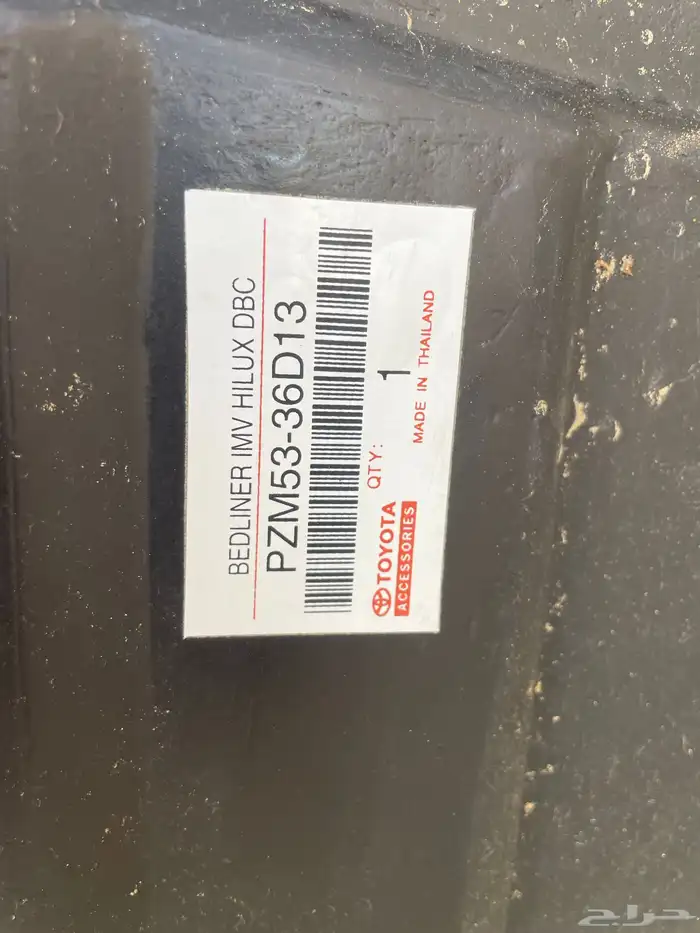 BEDLINER IMV HILUX DBC
PZM53-36D13
QTY: 1
TOYOTA
ACCESSORIES
MADE IN THAILAND
حراج